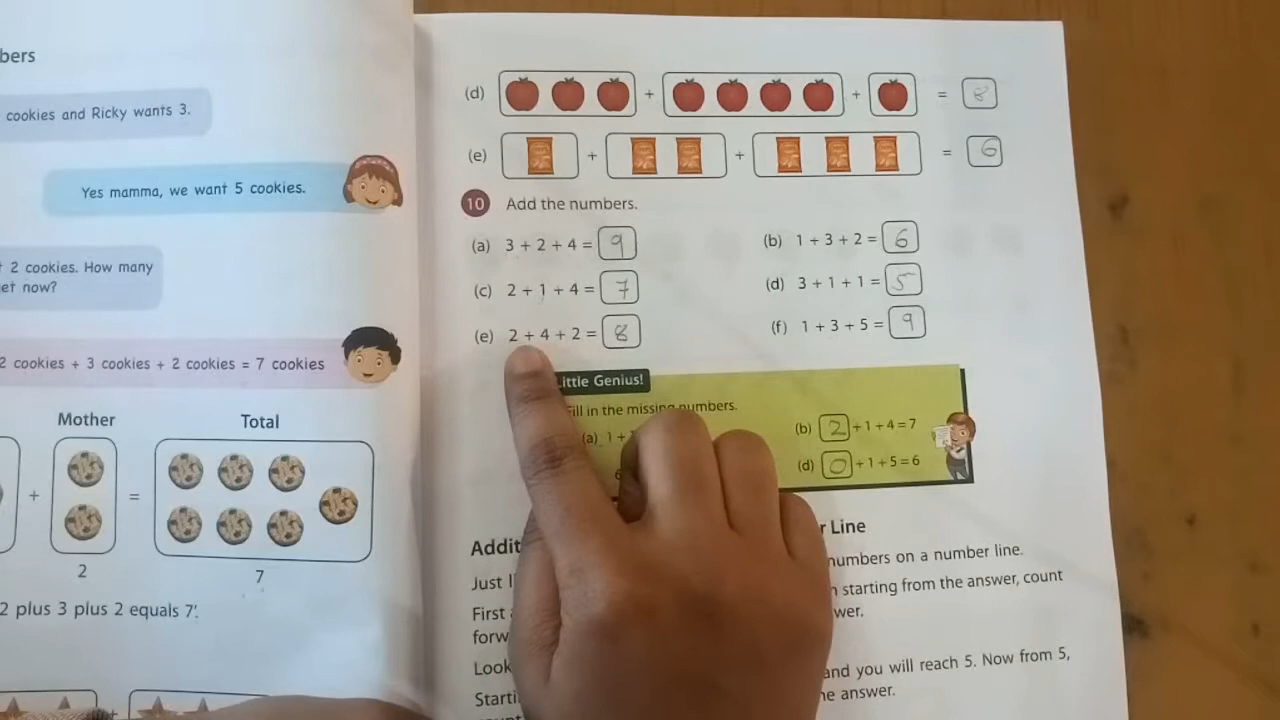 bers
cookies and Ricky wants 3.
Yes mamma, we want 5 cookies.
2 cookies. How many
et now?
2 cookies + 3 cookies + 2 cookies = 7 cookies
Mother Total
+ =
2 7
2 plus 3 plus 2 equals 7'.
(d) + + = 8
(e) + + = 6
10 Add the numbers.
(a) 3 + 2 + 4 = 9 (b) 1 + 3 + 2 = 6
(c) 2 + 1 + 4 = 7 (d) 3 + 1 + 1 = 5
(e) 2 + 4 + 2 = 8 (f) 1 + 3 + 5 = 9
ittle Genius!
Fill in the missing numbers.
(a) 1 + (b) 2 + 1 + 4 = 7
(d) 0 + 1 + 5 = 6
Addit r Line
Just numbers on a number line.
First starting from the answer, count
forw wer.
Look and you will reach 5. Now from 5,
Starti he answer.